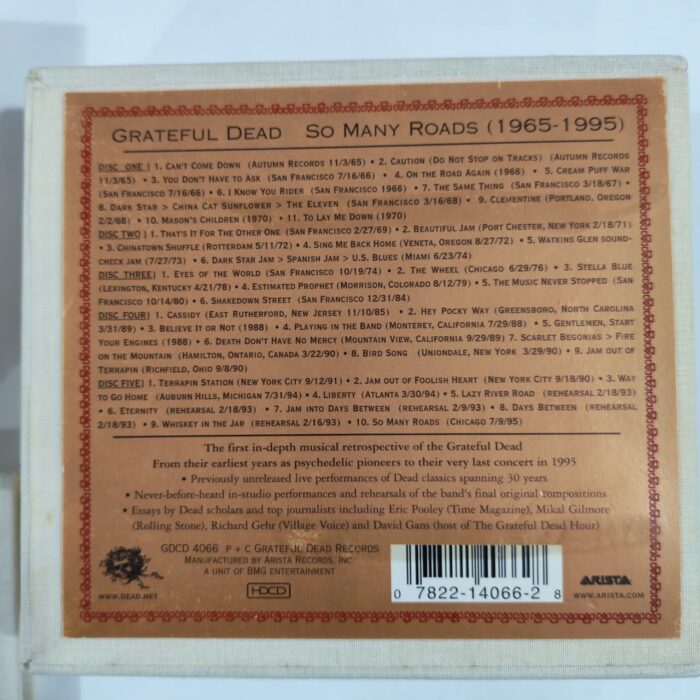 GRATEFUL DEAD SO MANY ROADS (1965-1995)
DISC ONE | 1. CAN'T COME DOWN (AUTUMN RECORDS 11/3/65) • 2. CAUTION (DO NOT STOP ON TRACKS) (AUTUMN RECORDS
11/3/65) • 3. YOU DON'T HAVE TO ASK (SAN FRANCISCO 7/16/66) • 4. ON THE ROAD AGAIN (1966) • 5. CREAM PUFF WAR
(SAN FRANCISCO 7/16/66) • 6. I KNOW YOU RIDER (SAN FRANCISCO 1966) • 7. THE SAME THING (SAN FRANCISCO 3/18/67) •
8. DARK STAR > CHINA CAT SUNFLOWER > THE ELEVEN (SAN FRANCISCO 3/16/68) • 9. CLEMENTINE (PORTLAND, OREGON
2/2/68) • 10. MASON'S CHILDREN (1970) • 11. TO LAY ME DOWN (1970)
DISC TWO | 1. THAT'S IT FOR THE OTHER ONE (SAN FRANCISCO 2/27/69) • 2. BEAUTIFUL JAM (PORT CHESTER, NEW YORK 2/18/71)
• 3. CHINATOWN SHUFFLE (ROTTERDAM 5/11/72) • 4. SING ME BACK HOME (VENETA, OREGON 8/27/72) • 5. WATKINS GLEN SOUND-
CHECK JAM (7/27/73) • 6. DARK STAR JAM > SPANISH JAM > U.S. BLUES (MIAMI 6/23/74)
DISC THREE | 1. EYES OF THE WORLD (SAN FRANCISCO 10/19/74) • 2. THE WHEEL (CHICAGO 6/29/76) • 3. STELLA BLUE
(LEXINGTON, KENTUCKY 4/21/78) • 4. ESTIMATED PROPHET (MORRISON, COLORADO 8/12/79) • 5. THE MUSIC NEVER STOPPED (SAN
FRANCISCO 10/14/80) • 6. SHAKEDOWN STREET (SAN FRANCISCO 12/31/84)
DISC FOUR | 1. CASSIDY (EAST RUTHERFORD, NEW JERSEY 11/10/85) • 2. HEY POCKY WAY (GREENSBORO, NORTH CAROLINA
3/31/89) • 3. BELIEVE IT OR NOT (1988) • 4. PLAYING IN THE BAND (MONTEREY, CALIFORNIA 7/29/88) • 5. GENTLEMEN, START
YOUR ENGINES (1988) • 6. DEATH DON'T HAVE NO MERCY (MOUNTAIN VIEW, CALIFORNIA 9/29/89) • 7. SCARLET BEGONIAS > FIRE
ON THE MOUNTAIN (HAMILTON, ONTARIO, CANADA 3/22/90) • 8. BIRD SONG (UNIONDALE, NEW YORK 3/29/90) • 9. JAM OUT OF
TERRAPIN (RICHFIELD, OHIO 9/8/90)
DISC FIVE | 1. TERRAPIN STATION (NEW YORK CITY 9/12/91) • 2. JAM OUT OF FOOLISH HEART (NEW YORK CITY 9/18/90) • 3. WAY
TO GO HOME (AUBURN HILLS, MICHIGAN 7/31/94) • 4. LIBERTY (ATLANTA 3/30/94) • 5. LAZY RIVER ROAD (REHEARSAL 2/18/93)
• 6. ETERNITY (REHEARSAL 2/18/93) • 7. JAM INTO DAYS BETWEEN (REHEARSAL 2/9/93) • 8. DAYS BETWEEN (REHEARSAL
2/18/93) • 9. WHISKEY IN THE JAR (REHEARSAL 2/16/93) • 10. SO MANY ROADS (CHICAGO 7/9/95)
The first in-depth musical retrospective of the Grateful Dead
From their earliest years as psychedelic pioneers to their very last concert in 1995
• Previously unreleased live performances of Dead classics spanning 30 years
• Never-before-heard in-studio performances and rehearsals of the band's final original compositions
• Essays by Dead scholars and top journalists including Eric Pooley (Time Magazine), Mikal Gilmore
(Rolling Stone), Richard Gehr (Village Voice) and David Gans (host of The Grateful Dead Hour)
GDCD 4066 P + C GRATEFUL DEAD RECORDS
MANUFACTURED BY ARISTA RECORDS, INC.
A UNIT OF BMG ENTERTAINMENT
WWW.DEAD.NET
HDCD
0 7822-14066-2 8
ARISTA
WWW.ARISTA.COM